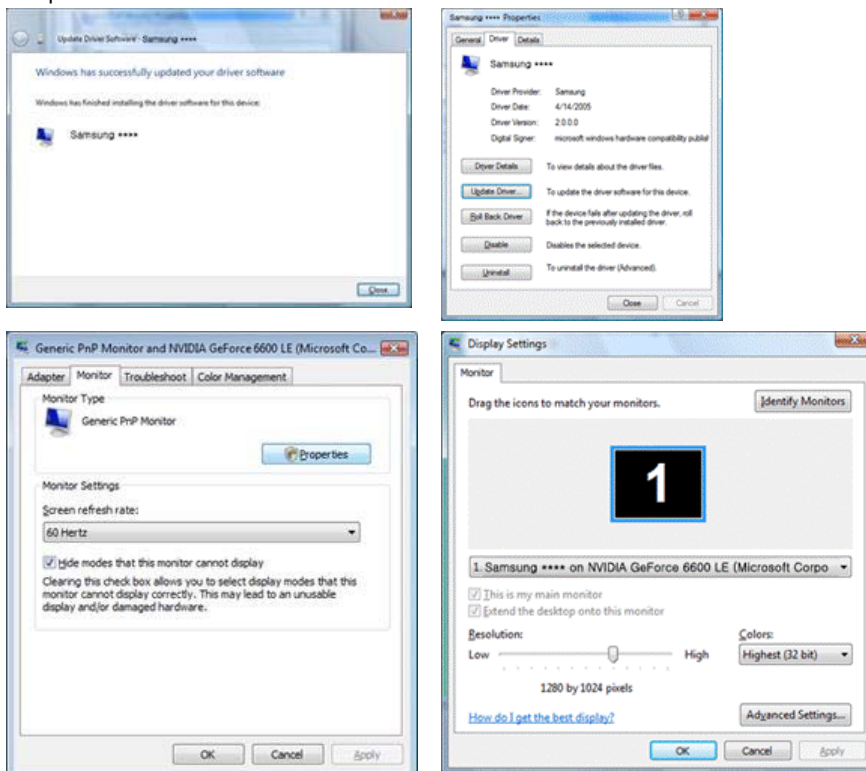 Update Driver Software - Samsung ****
Windows has successfully updated your driver software
Windows has finished installing the driver software for this device:
Samsung ****
Close
Samsung **** Properties
General Driver Details
Samsung ****
Driver Provider: Samsung
Driver Date: 4/14/2005
Driver Version: 2.0.0.0
Digital Signer: microsoft windows hardware compatibility publis
Driver Details To view details about the driver files.
Update Driver... To update the driver software for this device.
Roll Back Driver If the device fails after updating the driver, roll
back to the previously installed driver.
Disable Disables the selected device.
Uninstall To uninstall the driver (Advanced).
Close Cancel
Generic PnP Monitor and NVIDIA GeForce 6600 LE (Microsoft Co...
Adapter Monitor Troubleshoot Color Management
Monitor Type
Generic PnP Monitor
Properties
Monitor Settings
Screen refresh rate:
60 Hertz
Hide modes that this monitor cannot display
Clearing this check box allows you to select display modes that this
monitor cannot display correctly. This may lead to an unusable
display and/or damaged hardware.
OK Cancel Apply
Display Settings
Monitor
Drag the icons to match your monitors. Identify Monitors
1
1. Samsung **** on NVIDIA GeForce 6600 LE (Microsoft Corpo
This is my main monitor
Extend the desktop onto this monitor
Resolution: Colors:
Low High Highest (32 bit)
1280 by 1024 pixels
How do I get the best display? Advanced Settings...
OK Cancel Apply